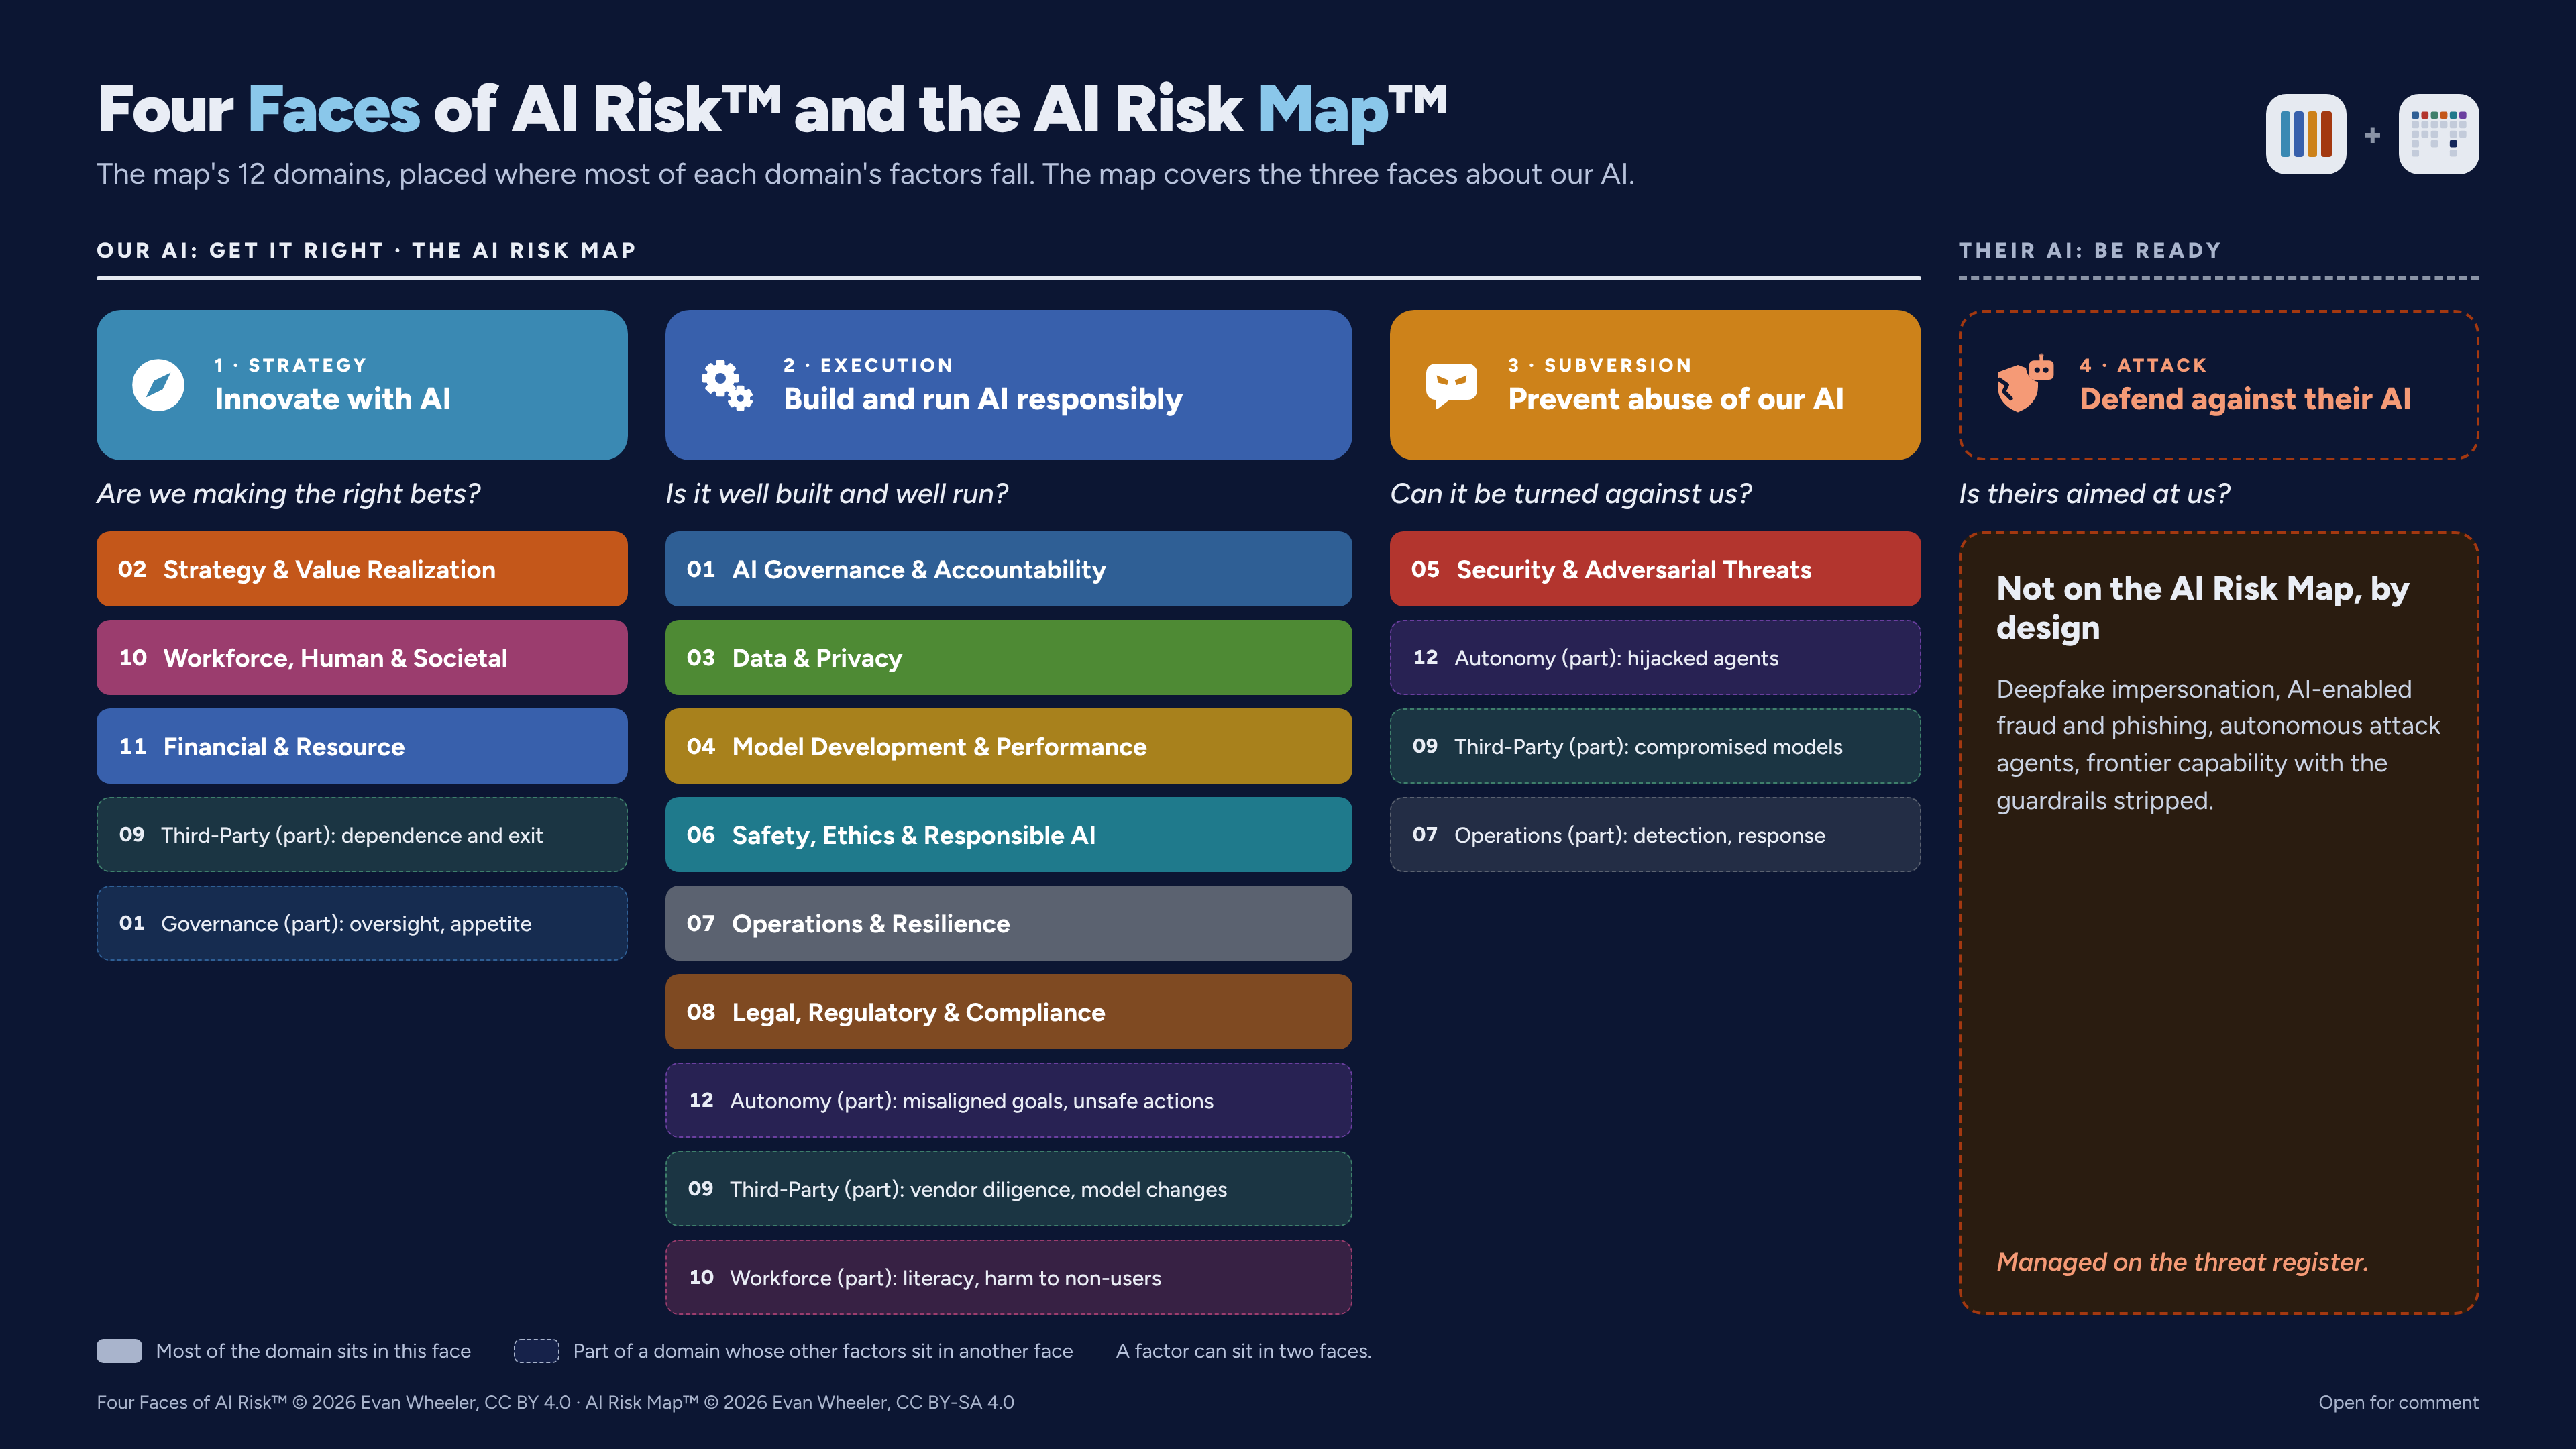 Four Faces of AI Risk™ and the AI Risk Map™
The map's 12 domains, placed where most of each domain's factors fall. The map covers the three faces about our AI.
+
OUR AI: GET IT RIGHT · THE AI RISK MAP
THEIR AI: BE READY
1 · STRATEGY
Innovate with AI
Are we making the right bets?
02 Strategy & Value Realization
10 Workforce, Human & Societal
11 Financial & Resource
09 Third-Party (part): dependence and exit
01 Governance (part): oversight, appetite
2 · EXECUTION
Build and run AI responsibly
Is it well built and well run?
01 AI Governance & Accountability
03 Data & Privacy
04 Model Development & Performance
06 Safety, Ethics & Responsible AI
07 Operations & Resilience
08 Legal, Regulatory & Compliance
12 Autonomy (part): misaligned goals, unsafe actions
09 Third-Party (part): vendor diligence, model changes
10 Workforce (part): literacy, harm to non-users
3 · SUBVERSION
Prevent abuse of our AI
Can it be turned against us?
05 Security & Adversarial Threats
12 Autonomy (part): hijacked agents
09 Third-Party (part): compromised models
07 Operations (part): detection, response
4 · ATTACK
Defend against their AI
Is theirs aimed at us?
Not on the AI Risk Map, by
design
Deepfake impersonation, AI-enabled
fraud and phishing, autonomous attack
agents, frontier capability with the
guardrails stripped.
Managed on the threat register.
Most of the domain sits in this face
Part of a domain whose other factors sit in another face
A factor can sit in two faces.
Four Faces of AI Risk™ © 2026 Evan Wheeler, CC BY 4.0 · AI Risk Map™ © 2026 Evan Wheeler, CC BY-SA 4.0
Open for comment